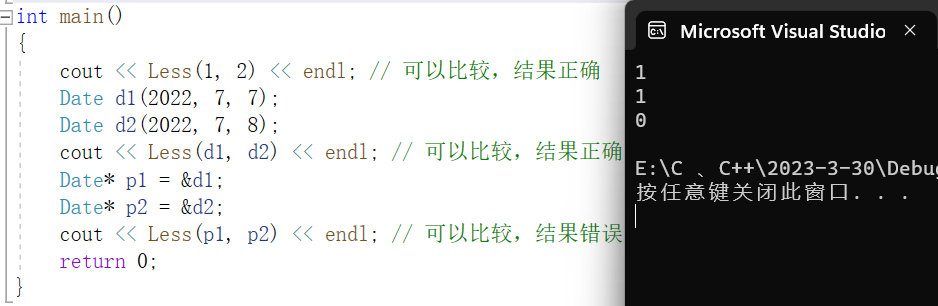 int main()
{
cout << Less(1, 2) << endl; // 可以比较，结果正确
Date d1(2022, 7, 7);
Date d2(2022, 7, 8);
cout << Less(d1, d2) << endl; // 可以比较，结果正确
Date* p1 = &d1;
Date* p2 = &d2;
cout << Less(p1, p2) << endl; // 可以比较，结果错误
return 0;
}
Microsoft Visual Studio
1
1
0
E:\C 、C++\2023-3-30\Debug
按任意键关闭此窗口. . .